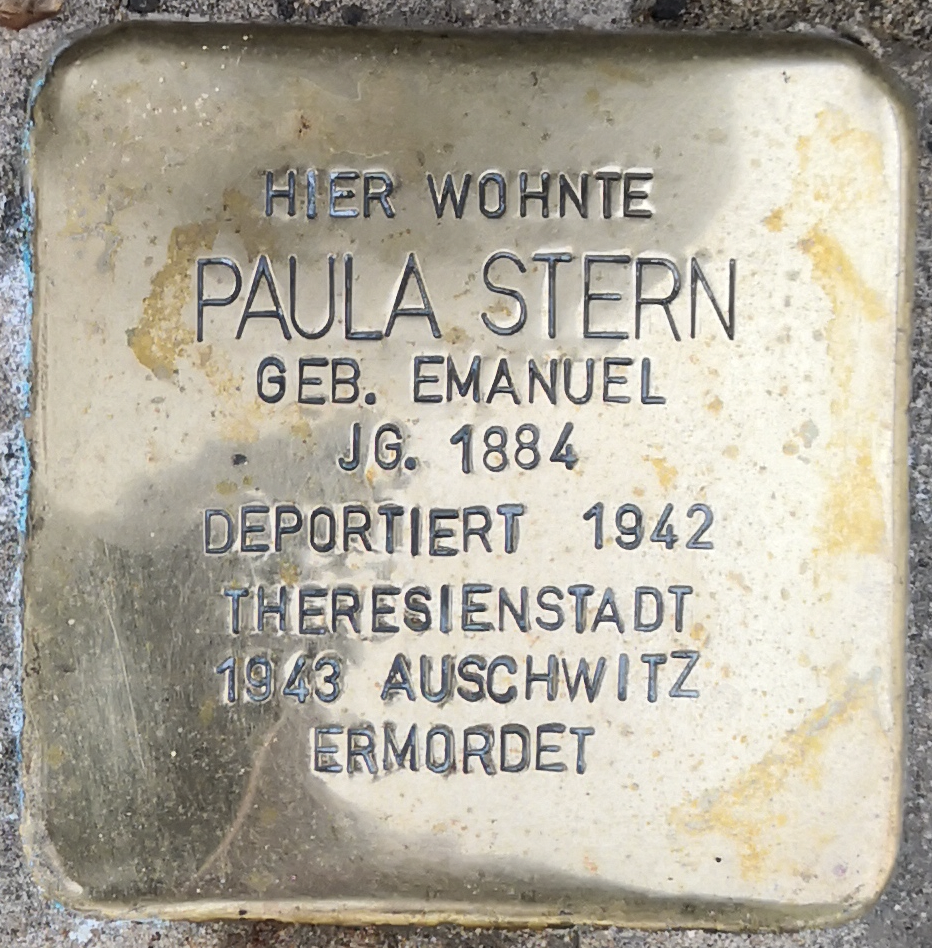 HIER WOHNTE
PAULA STERN
GEB. EMANUEL
JG. 1884
DEPORTIERT 1942
THERESIENSTADT
1943 AUSCHWITZ
ERMORDET